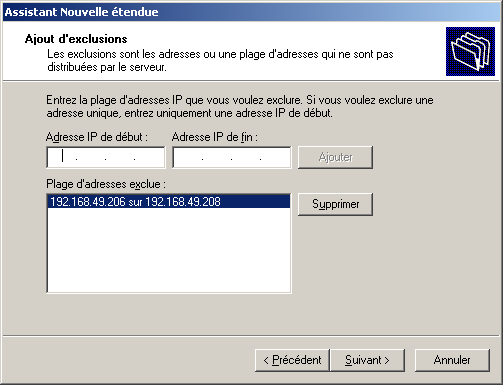 Assistant Nouvelle étendue
Ajout d'exclusions
Les exclusions sont les adresses ou une plage d'adresses qui ne sont pas
distribuées par le serveur.
Entrez la plage d'adresses IP que vous voulez exclure. Si vous voulez exclure une
adresse unique, entrez uniquement une adresse IP de début.
Adresse IP de début :
Adresse IP de fin :
Ajouter
Plage d'adresses exclue :
192.168.49.206 sur 192.168.49.208
Supprimer
< Précédent
Suivant >
Annuler